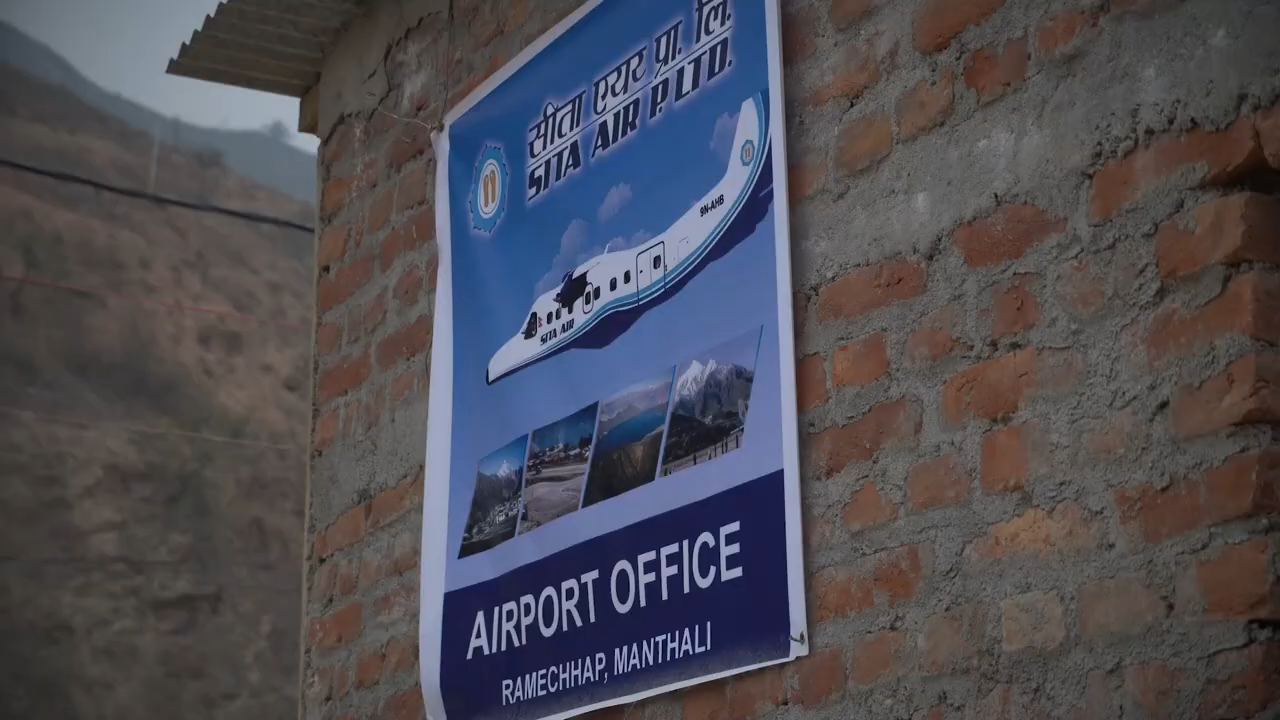 सीता एयर प्रा. लि.
SITA AIR P. LTD.
9N-AHB
SITA AIR
AIRPORT OFFICE
RAMECHHAP, MANTHALI